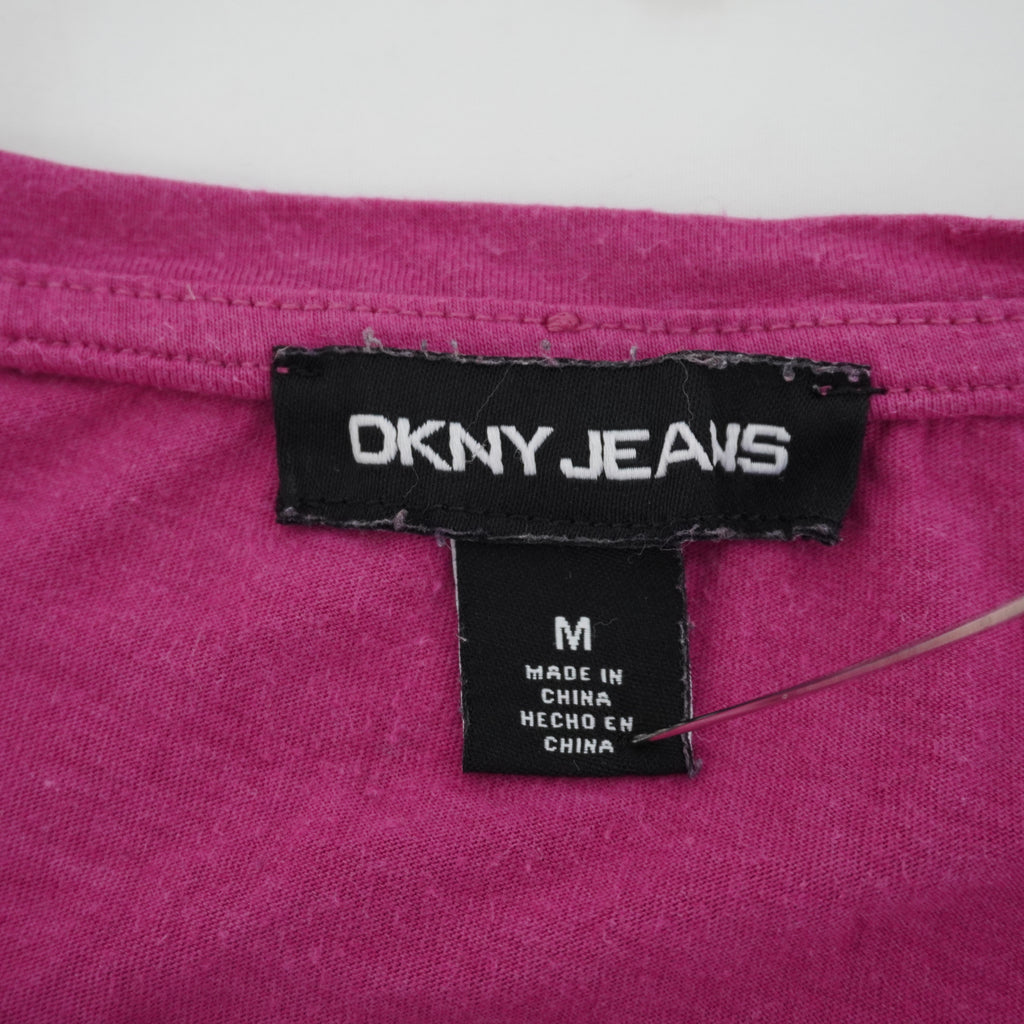 DKNY JEANS
M
MADE IN
CHINA
HECHO EN
CHINA